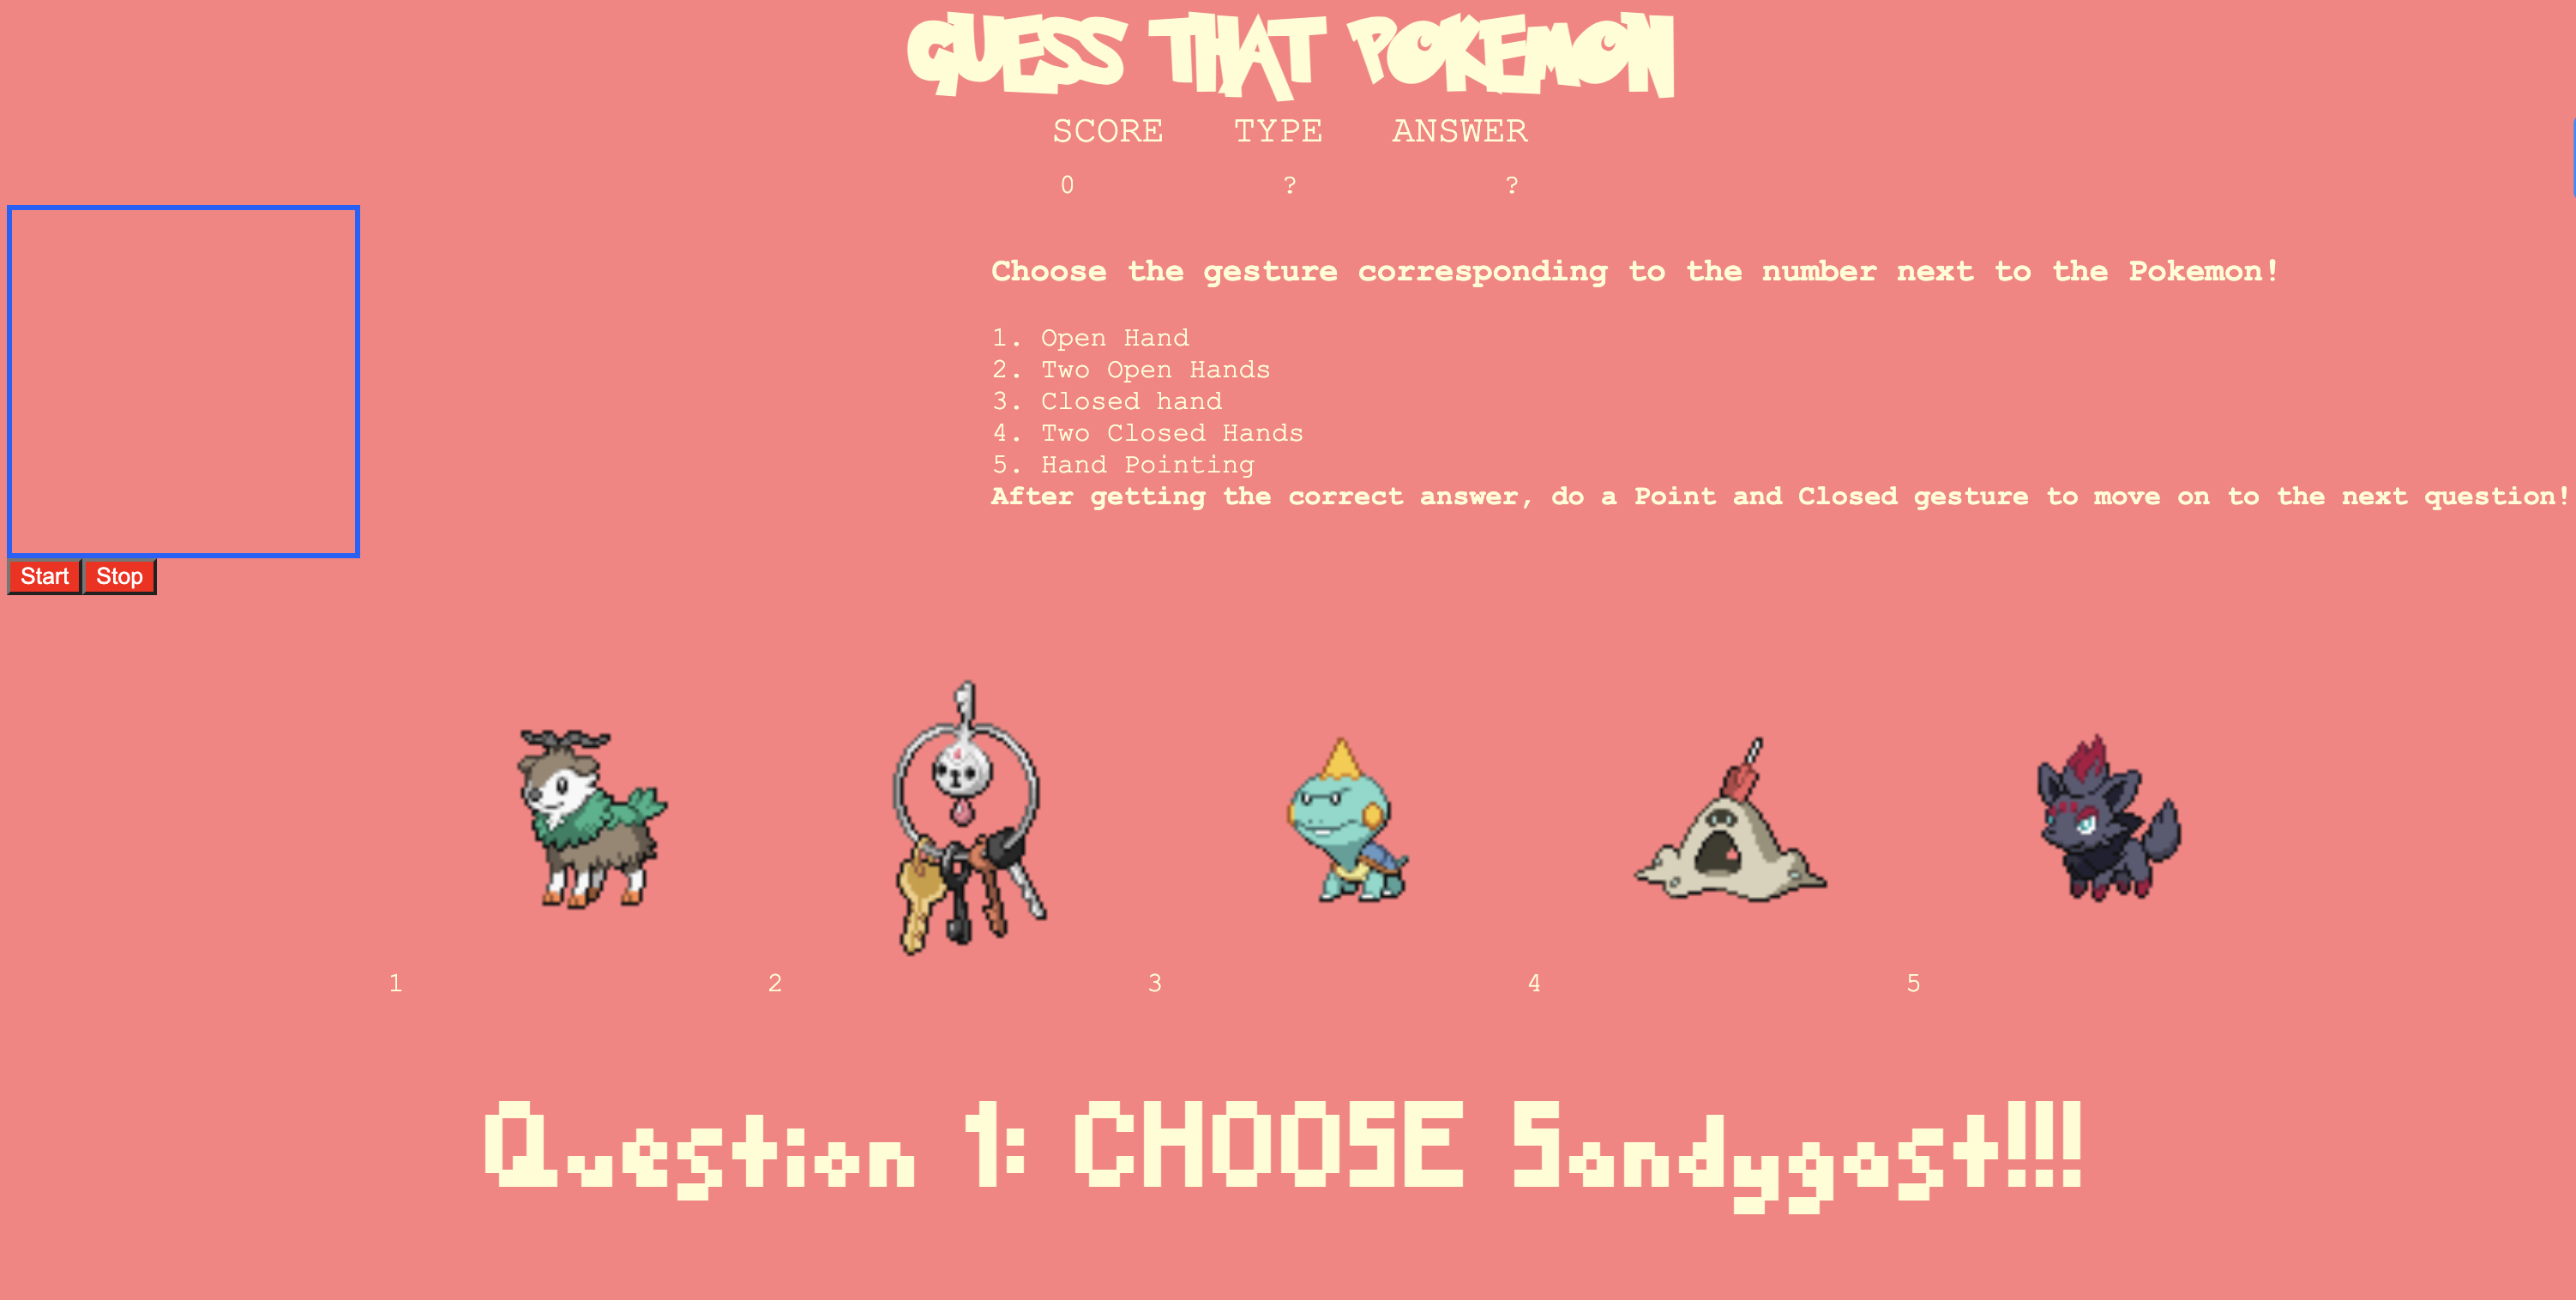 GUESS THAT POKEMON
SCORE TYPE ANSWER
0 ? ?
Choose the gesture corresponding to the number next to the Pokemon!
1. Open Hand
2. Two Open Hands
3. Closed hand
4. Two Closed Hands
5. Hand Pointing
After getting the correct answer, do a Point and Closed gesture to move on to the next question!
Start Stop
1 2 3 4 5
Question 1: CHOOSE Sandygast!!!